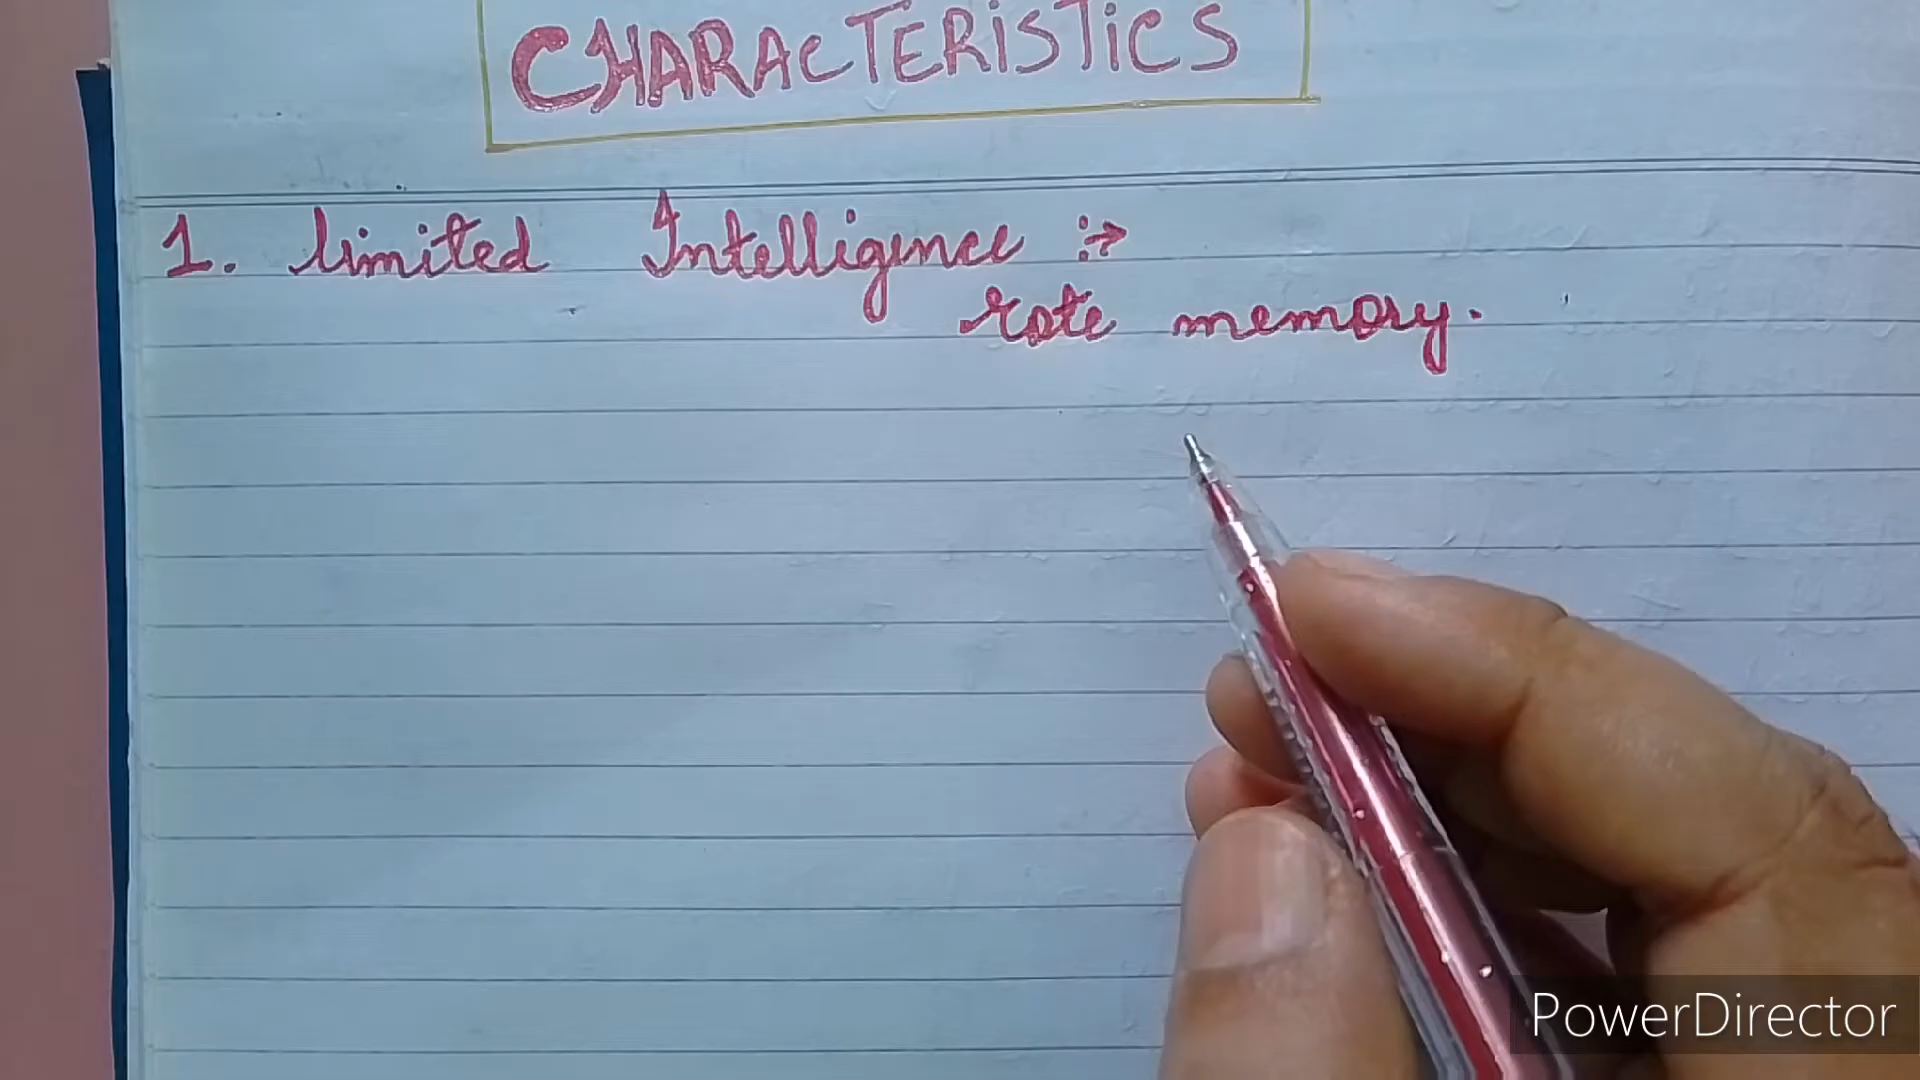 CHARACTERISTICS
1. limited Intelligence :→
rote memory.
PowerDirector